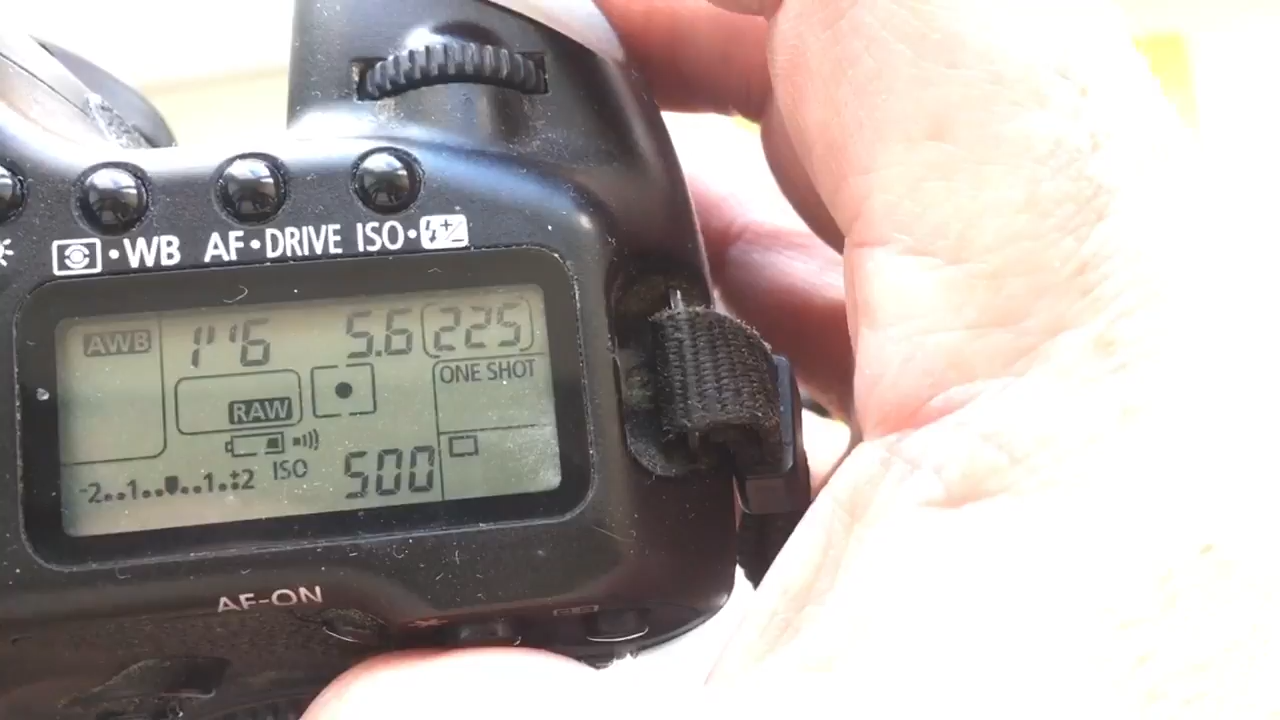 ·WB AF·DRIVE ISO·
AWB 1"6 5.6 225
ONE SHOT
RAW
-2..1..▮..1.:+2 ISO 500
AF-ON